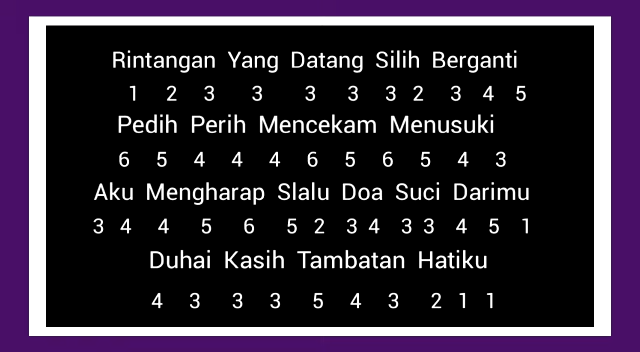 Rintangan Yang Datang Silih Berganti
1 2 3 3 3 3 3 2 3 4 5
Pedih Perih Mencekam Menusuki
6 5 4 4 4 6 5 6 5 4 3
Aku Mengharap Slalu Doa Suci Darimu
3 4 4 5 6 5 2 3 4 3 3 4 5 1
Duhai Kasih Tambatan Hatiku
4 3 3 3 5 4 3 2 1 1